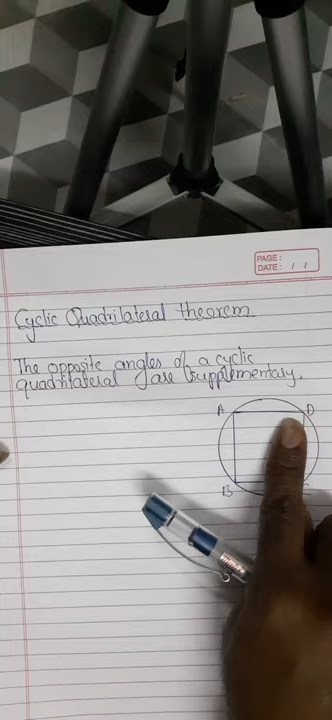 PAGE:
DATE: / /
Cyclic Quadrilateral theorem
The opposite angles of a cyclic
quadrilateral are supplementary.
A D
B